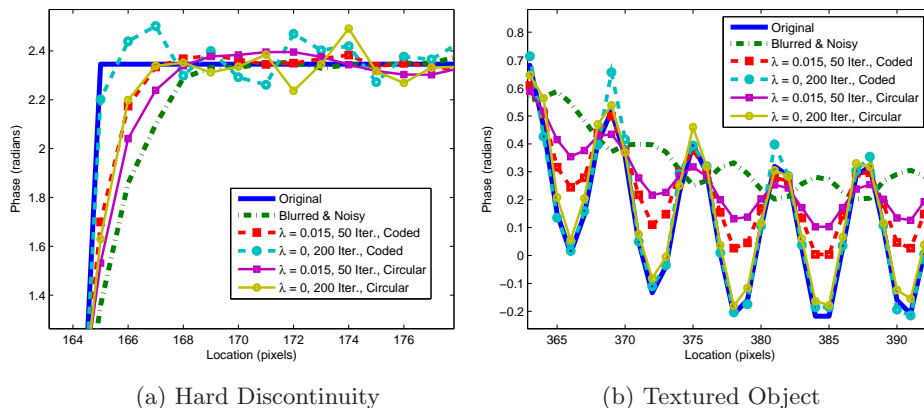 2.4
2.2
2
1.8
1.6
1.4
Phase (radians)
164 166 168 170 172 174 176
Location (pixels)
Original
Blurred & Noisy
λ = 0.015, 50 Iter., Coded
λ = 0, 200 Iter., Coded
λ = 0.015, 50 Iter., Circular
λ = 0, 200 Iter., Circular
(a) Hard Discontinuity
0.8
0.7
0.6
0.5
0.4
0.3
0.2
0.1
0
−0.1
−0.2
Phase (radians)
365 370 375 380 385 390
Location (pixels)
Original
Blurred & Noisy
λ = 0.015, 50 Iter., Coded
λ = 0, 200 Iter., Coded
λ = 0.015, 50 Iter., Circular
λ = 0, 200 Iter., Circular
(b) Textured Object